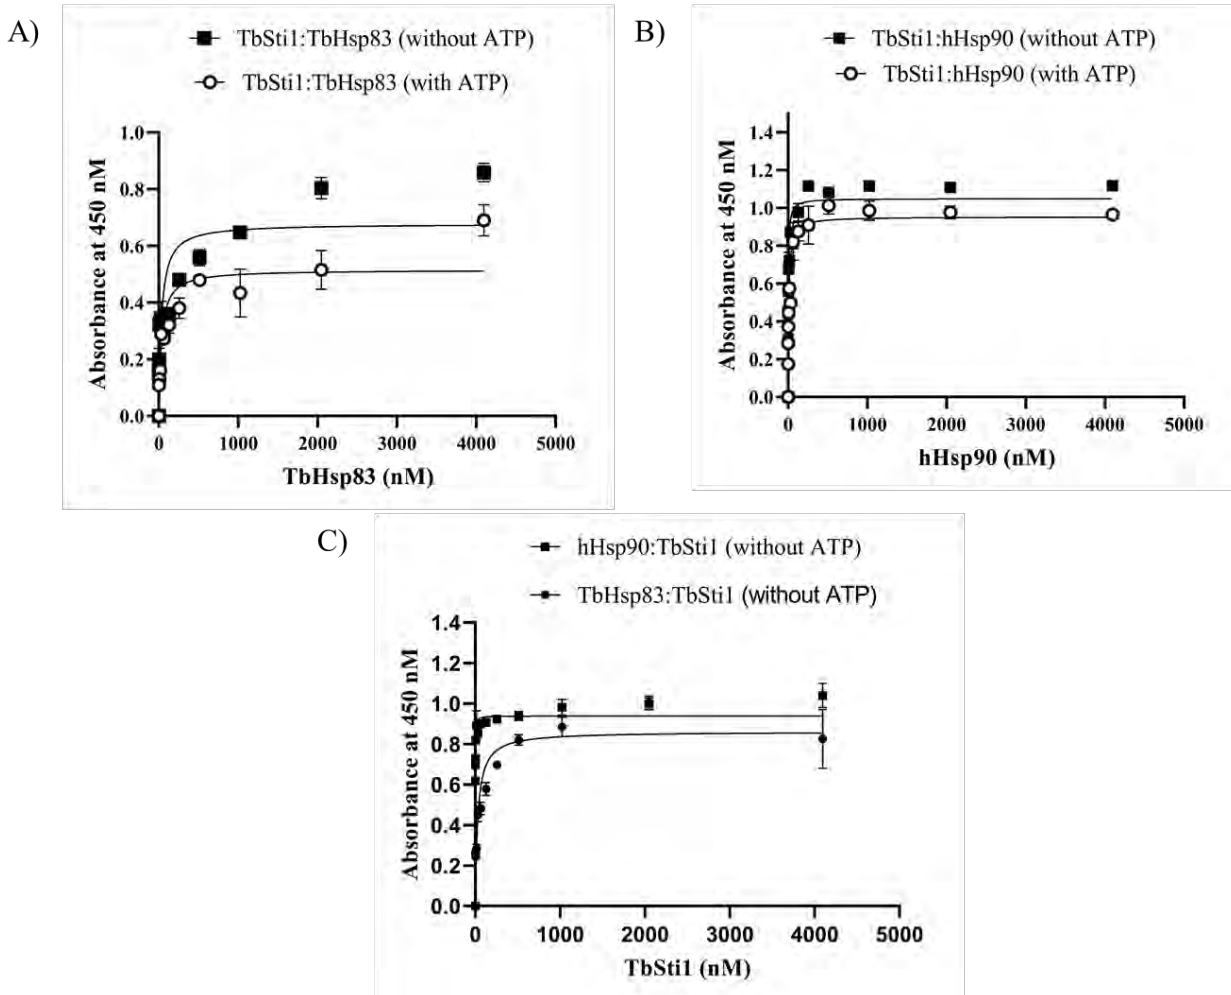 A)
TbSti1:TbHsp83 (without ATP)
TbSti1:TbHsp83 (with ATP)
Absorbance at 450 nM
1.0
0.8
0.6
0.4
0.2
0.0
0 1000 2000 3000 4000 5000
TbHsp83 (nM)
B)
TbSti1:hHsp90 (without ATP)
TbSti1:hHsp90 (with ATP)
Absorbance at 450 nM
1.4
1.2
1.0
0.8
0.6
0.4
0.2
0.0
0 1000 2000 3000 4000 5000
hHsp90 (nM)
C)
hHsp90:TbSti1 (without ATP)
TbHsp83:TbSti1 (without ATP)
Absorbance at 450 nM
1.4
1.2
1.0
0.8
0.6
0.4
0.2
0.0
0 1000 2000 3000 4000 5000
TbSti1 (nM)